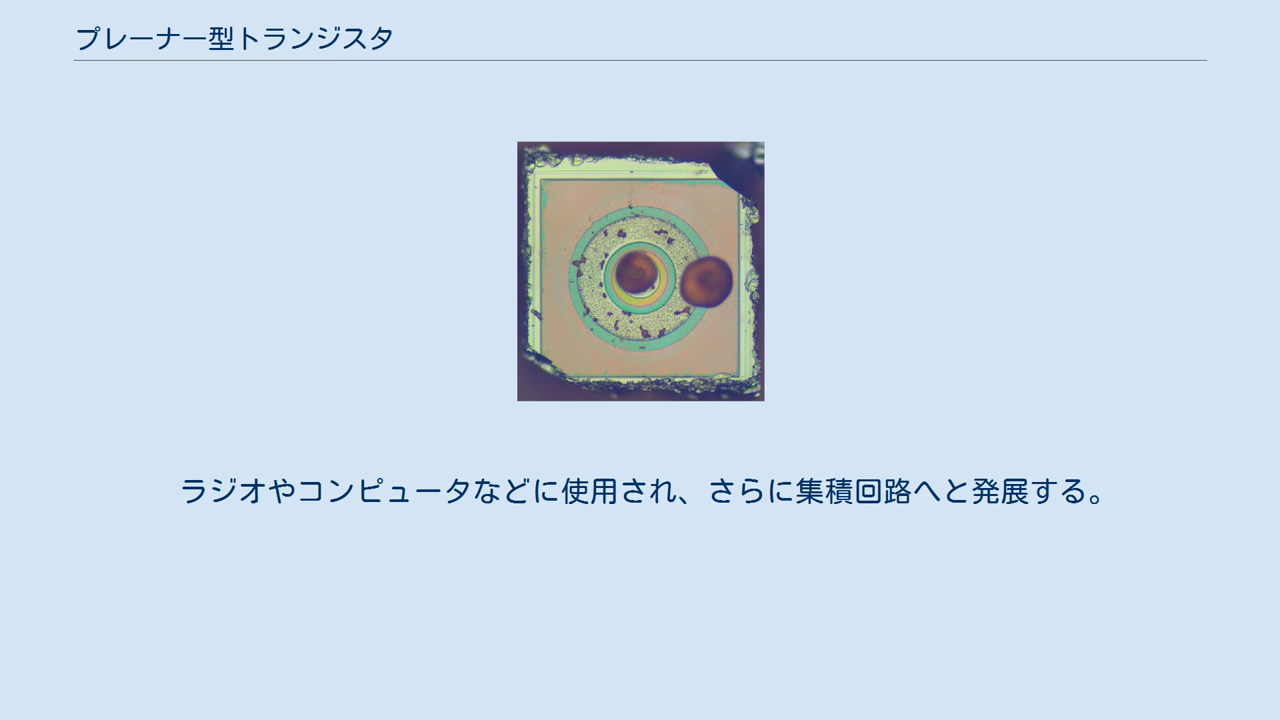 プレーナー型トランジスタ
ラジオやコンピュータなどに使用され、さらに集積回路へと発展する。